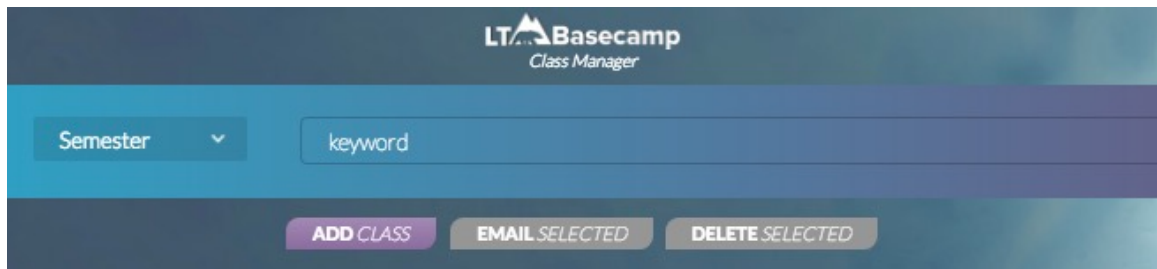 LT Basecamp
Class Manager
Semester keyword
ADD CLASS EMAIL SELECTED DELETE SELECTED